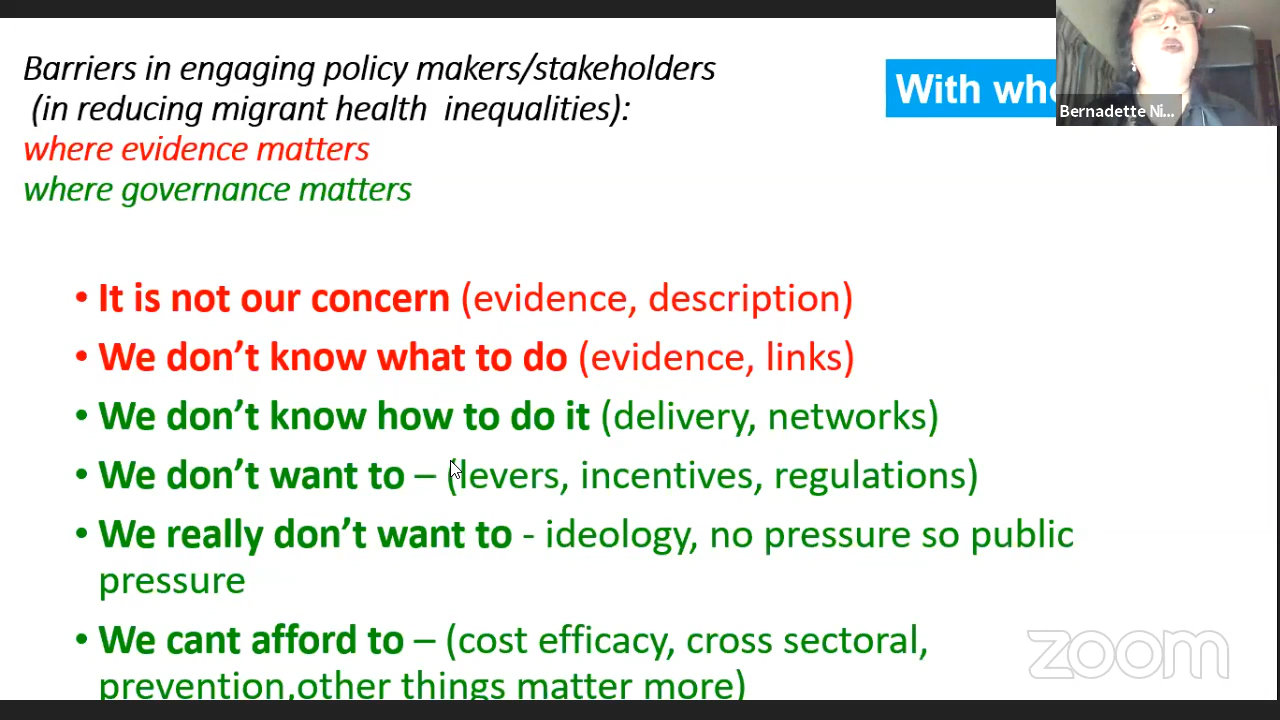 Barriers in engaging policy makers/stakeholders
(in reducing migrant health inequalities):
where evidence matters
where governance matters
With
Bernadette Ni...
• It is not our concern (evidence, description)
• We don't know what to do (evidence, links)
• We don't know how to do it (delivery, networks)
• We don't want to – (levers, incentives, regulations)
• We really don't want to - ideology, no pressure so public
pressure
• We cant afford to – (cost efficacy, cross sectoral,
prevention,other things matter more)
zoom